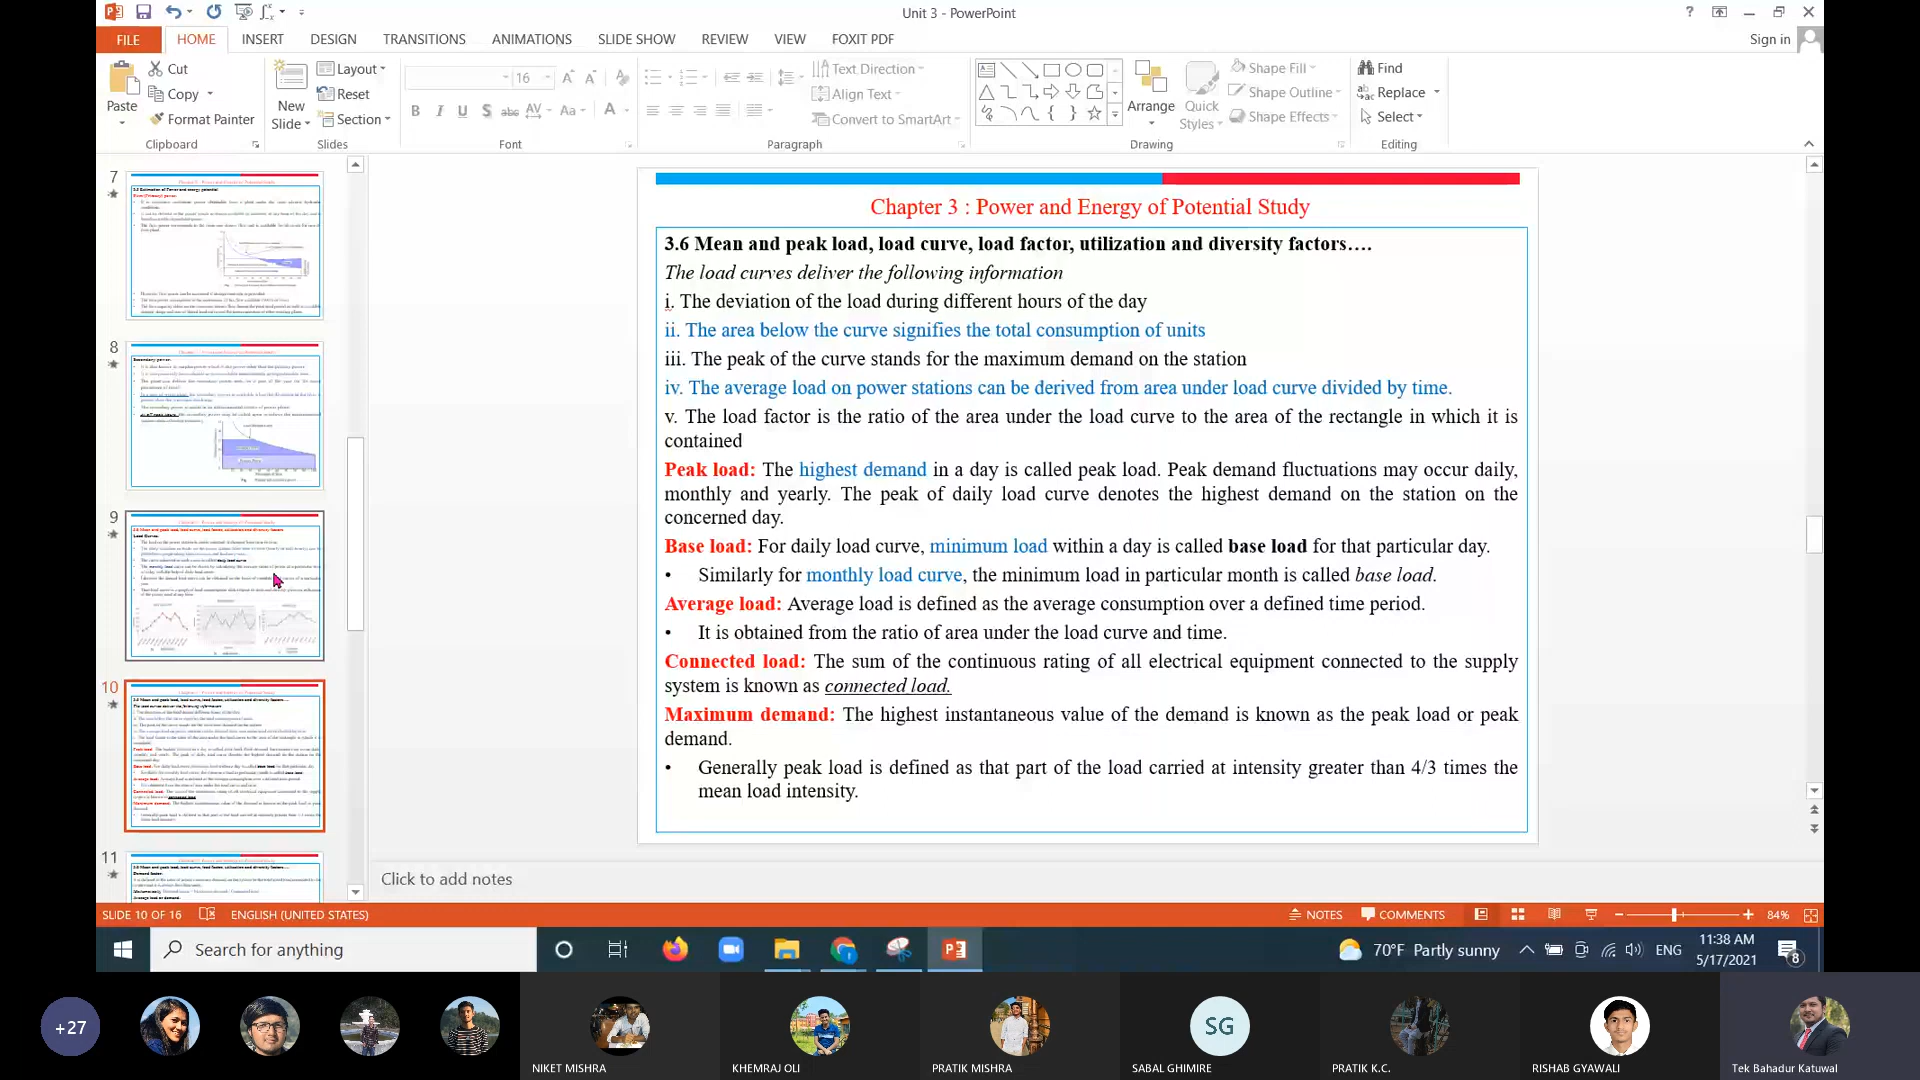 Unit 3 - PowerPoint
FILE HOME INSERT DESIGN TRANSITIONS ANIMATIONS SLIDE SHOW REVIEW VIEW FOXIT PDF Sign in
Paste
Cut
Copy
Format Painter
Clipboard
New Slide
Layout
Reset
Section
Slides
16
Font
Text Direction
Align Text
Convert to SmartArt
Paragraph
Arrange
Quick Styles
Shape Fill
Shape Outline
Shape Effects
Drawing
Find
Replace
Select
Editing
7
8
9
10
11
Chapter 3 : Power and Energy of Potential Study
3.6 Mean and peak load, load curve, load factor, utilization and diversity factors….
The load curves deliver the following information
i. The deviation of the load during different hours of the day
ii. The area below the curve signifies the total consumption of units
iii. The peak of the curve stands for the maximum demand on the station
iv. The average load on power stations can be derived from area under load curve divided by time.
v. The load factor is the ratio of the area under the load curve to the area of the rectangle in which it is
contained
Peak load: The highest demand in a day is called peak load. Peak demand fluctuations may occur daily,
monthly and yearly. The peak of daily load curve denotes the highest demand on the station on the
concerned day.
Base load: For daily load curve, minimum load within a day is called base load for that particular day.
• Similarly for monthly load curve, the minimum load in particular month is called base load.
Average load: Average load is defined as the average consumption over a defined time period.
• It is obtained from the ratio of area under the load curve and time.
Connected load: The sum of the continuous rating of all electrical equipment connected to the supply
system is known as connected load.
Maximum demand: The highest instantaneous value of the demand is known as the peak load or peak
demand.
• Generally peak load is defined as that part of the load carried at intensity greater than 4/3 times the
mean load intensity.
Click to add notes
SLIDE 10 OF 16 ENGLISH (UNITED STATES) NOTES COMMENTS 84%
Search for anything
70°F Partly sunny
ENG
11:38 AM
5/17/2021
8
+27
SG
NIKET MISHRA
KHEMRAJ OLI
PRATIK MISHRA
SABAL GHIMIRE
PRATIK K.C.
RISHAB GYAWALI
Tek Bahadur Katuwal